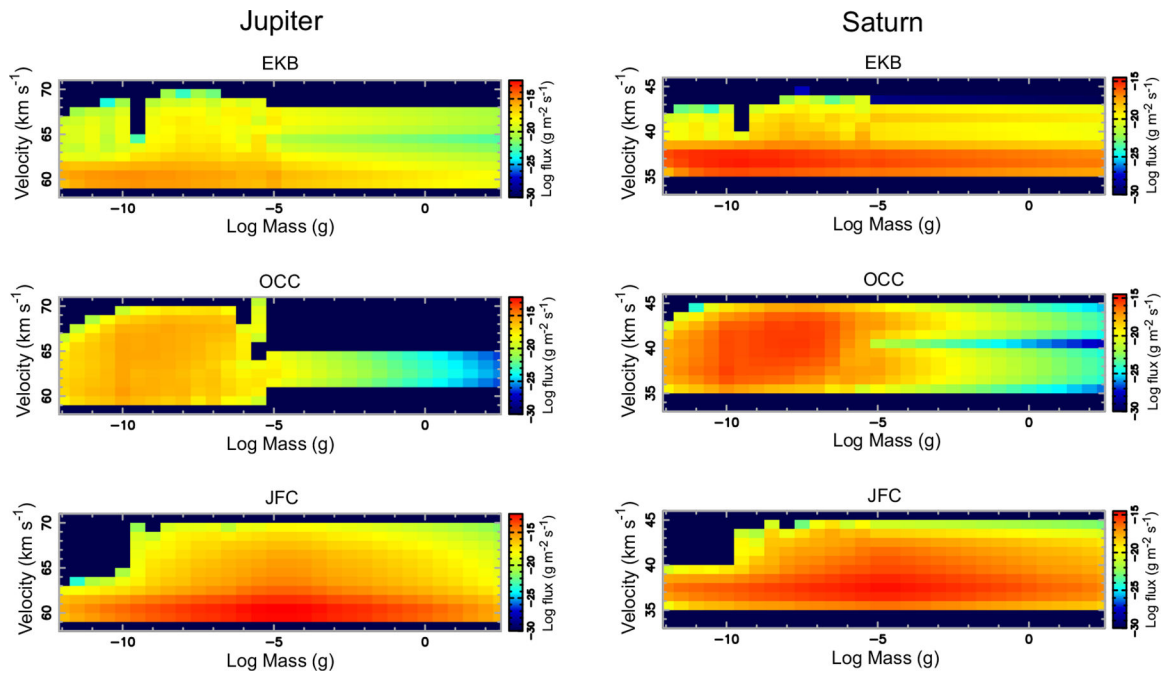 Jupiter
EKB
Velocity (km s⁻¹)
70
65
60
−10
−5
0
Log Mass (g)
−15
−20
−25
−30
Log flux (g m⁻² s⁻¹)
OCC
Velocity (km s⁻¹)
70
65
60
−10
−5
0
Log Mass (g)
−15
−20
−25
−30
Log flux (g m⁻² s⁻¹)
JFC
Velocity (km s⁻¹)
70
65
60
−10
−5
0
Log Mass (g)
−15
−20
−25
−30
Log flux (g m⁻² s⁻¹)
Saturn
EKB
Velocity (km s⁻¹)
45
40
35
−10
−5
0
Log Mass (g)
−15
−20
−25
−30
Log flux (g m⁻² s⁻¹)
OCC
Velocity (km s⁻¹)
45
40
35
−10
−5
0
Log Mass (g)
−15
−20
−25
−30
Log flux (g m⁻² s⁻¹)
JFC
Velocity (km s⁻¹)
45
40
35
−10
−5
0
Log Mass (g)
−15
−20
−25
−30
Log flux (g m⁻² s⁻¹)